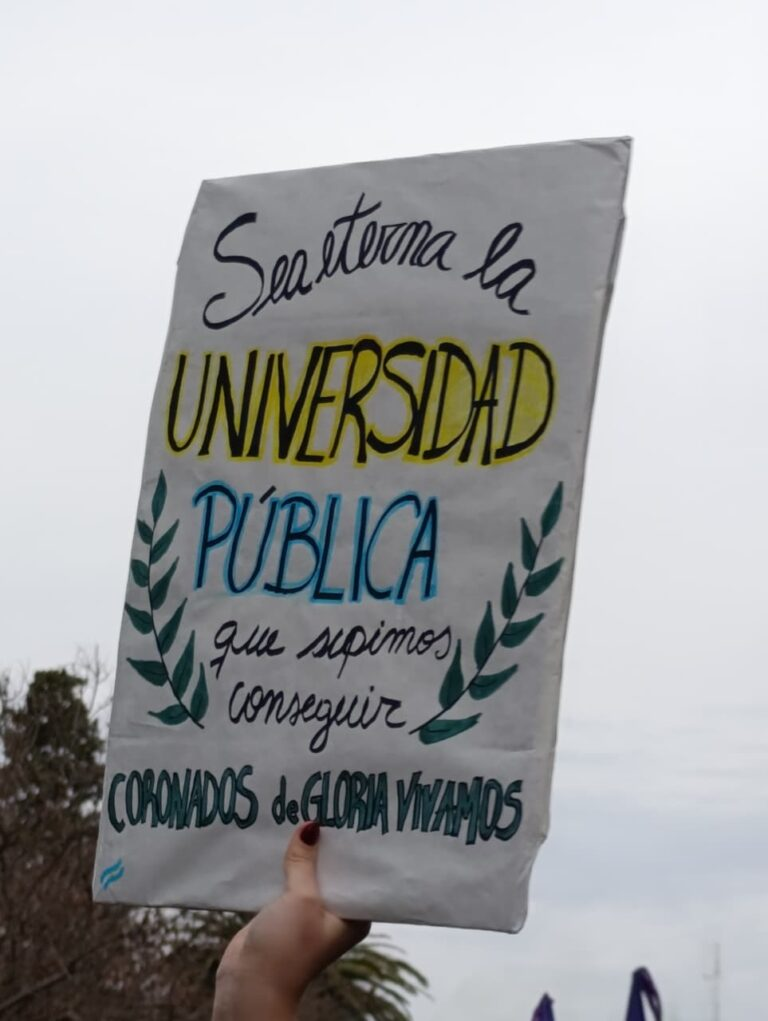 Sea eterna la
UNIVERSIDAD
PÚBLICA
que supimos
conseguir
CORONADOS de GLORIA VIVAMOS